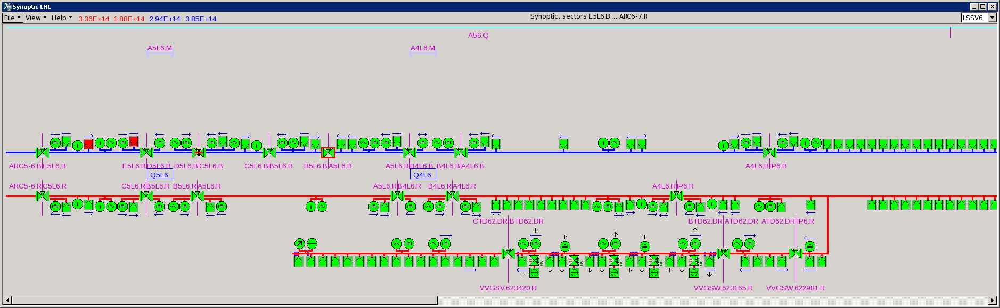 Synoptic LHC
File View Help 3.36E+14 1.88E+14 2.94E+14 3.85E+14 Synoptic, sectors E5L6.B ... ARC6-7.R LSSV6
A56.Q
A5L6.M A4L6.M
ARC5-6.B E5L6.B E5L6.B D5L6.B D5L6.B C5L6.B C5L6.B B5L6.B B5L6.B A5L6.B A5L6.B B4L6.B B4L6.B A4L6.B A4L6.B IP6.B
Q5L6 Q4L6
ARC5-6.R C5L6.R C5L6.R B5L6.R B5L6.R A5L6.R A5L6.R B4L6.R B4L6.R A4L6.R A4L6.R IP6.R
CTD62.DR BTD62.DR BTD62.DR ATD62.DR ATD62.DR IP6.R
VVGSV.623420.R VVGSW.623165.R VVGSW.622981.R